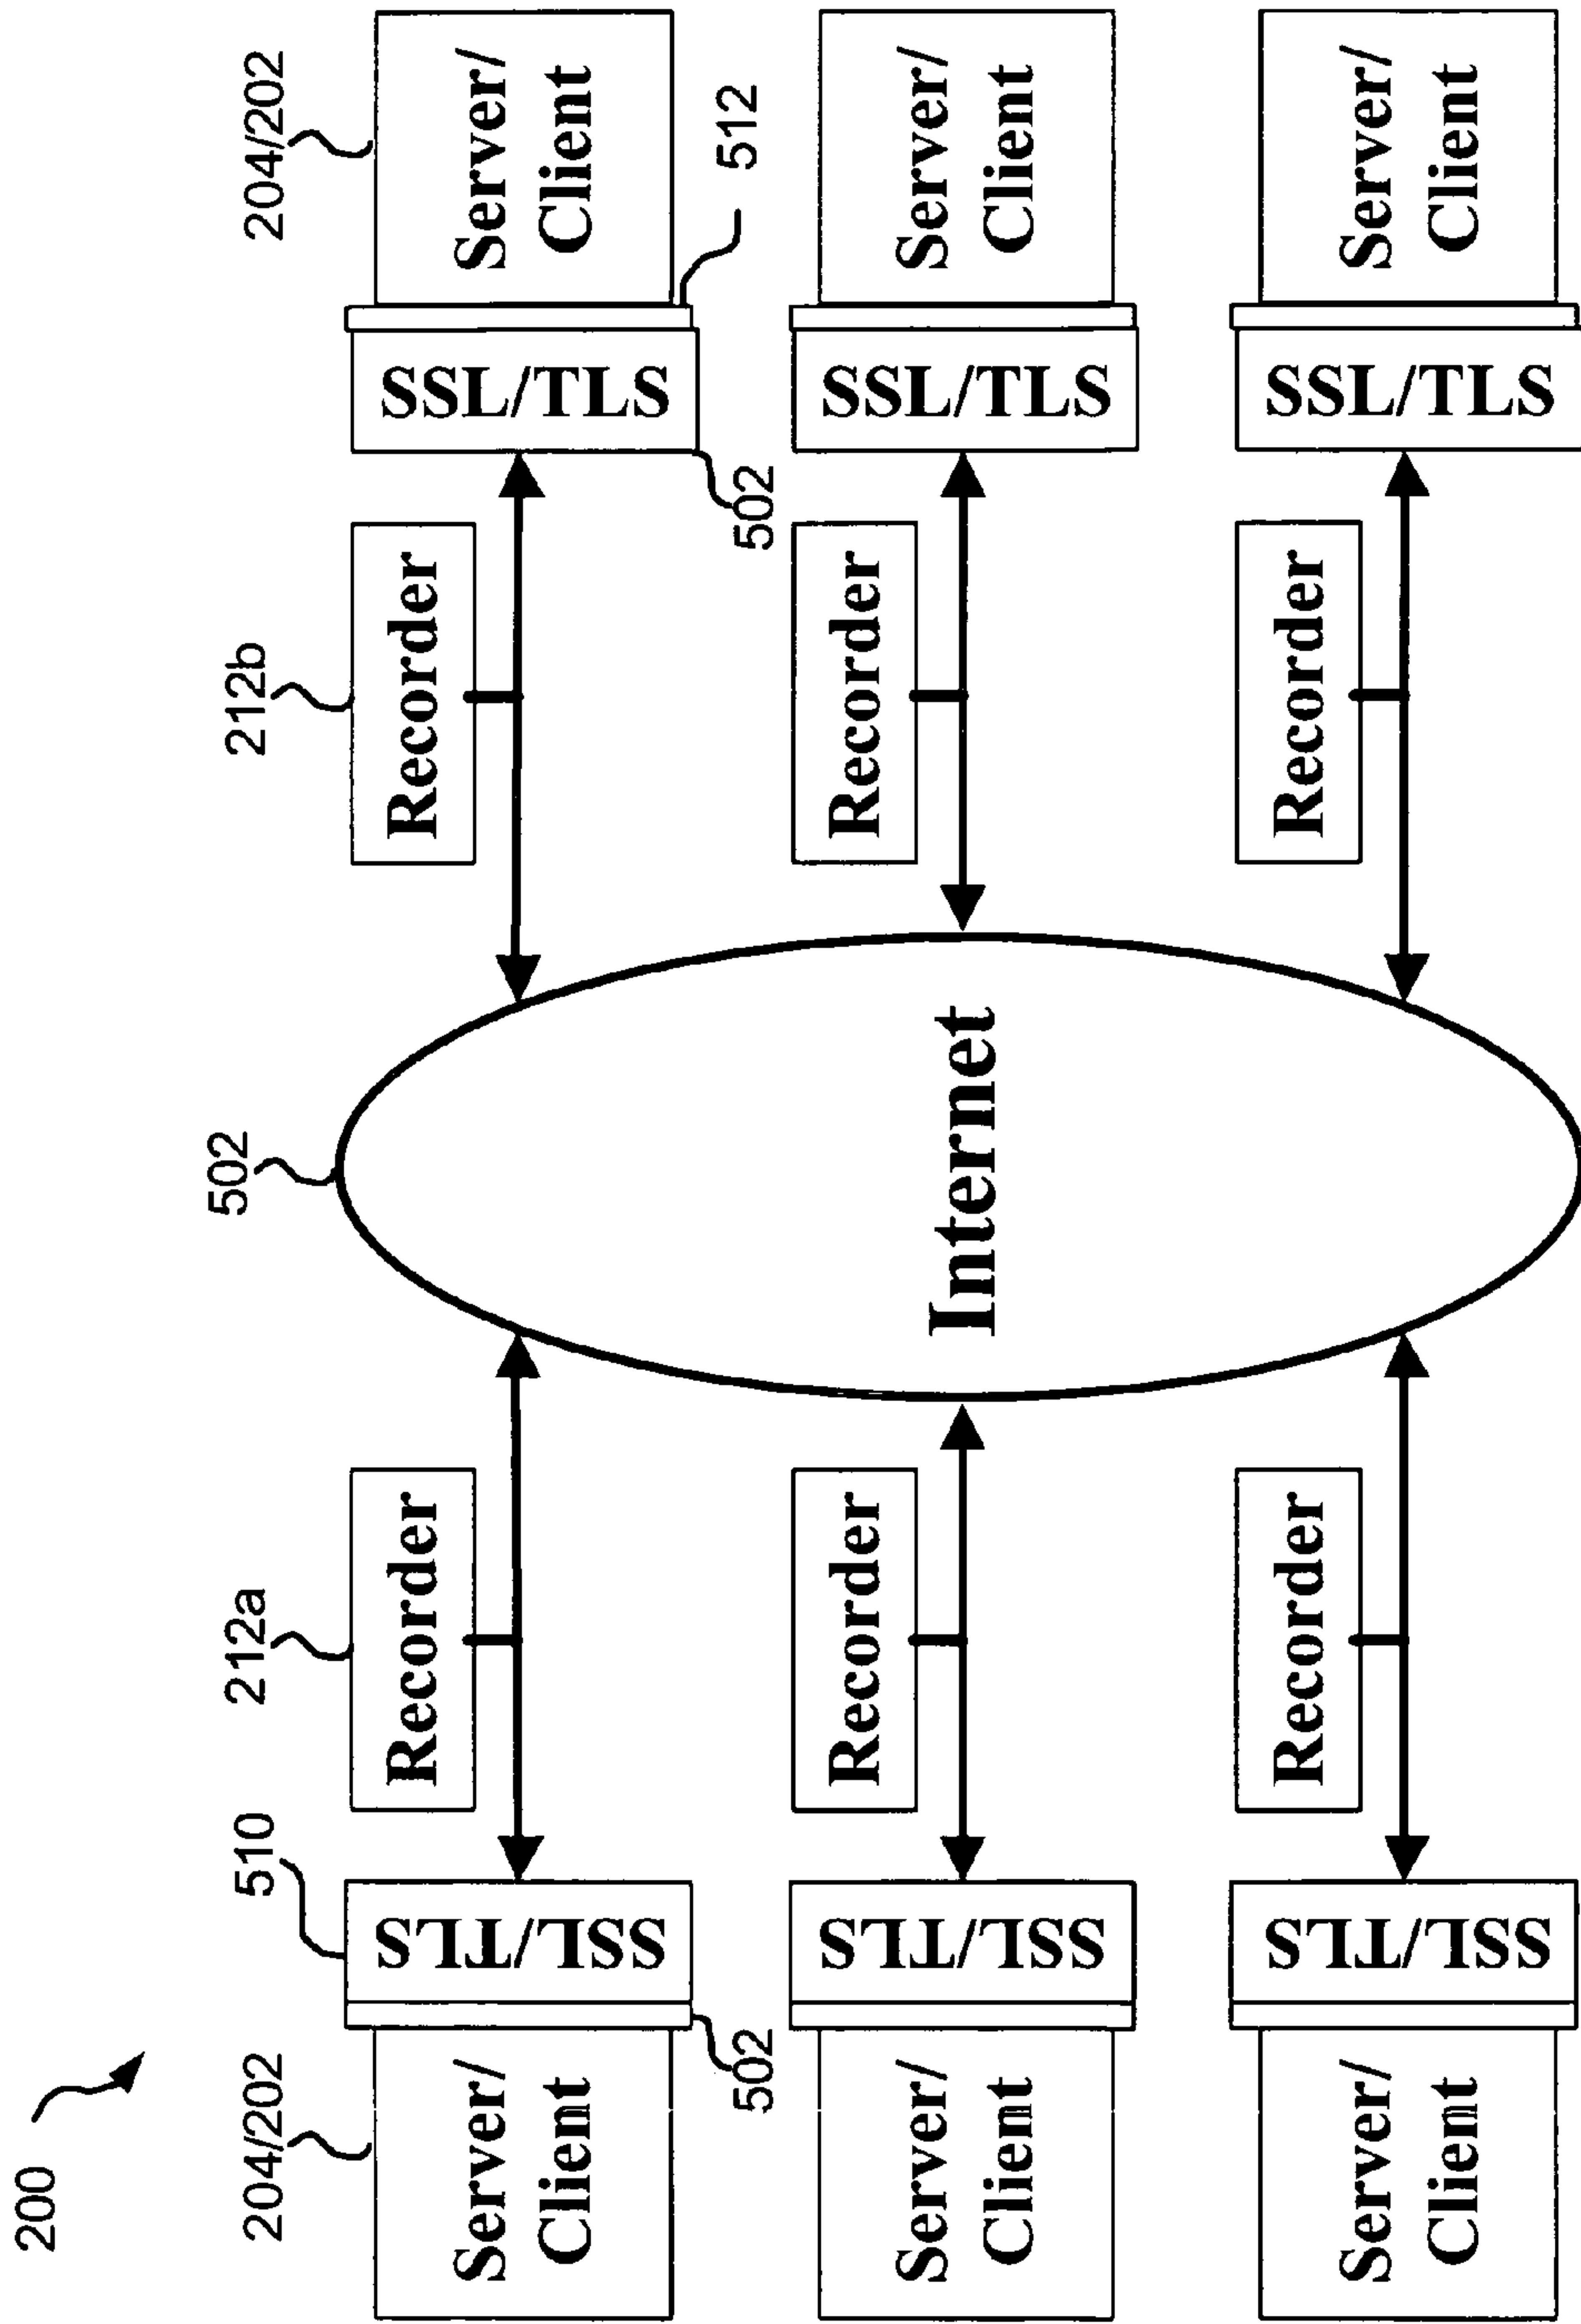 200
204/202
510
212a
502
212b
204/202
Server/
Client
SSL/TLS
Recorder
Recorder
SSL/TLS
Server/
Client
502
502
512
Server/
Client
SSL/TLS
Recorder
Internet
Recorder
SSL/TLS
Server/
Client
Server/
Client
SSL/TLS
Recorder
Recorder
SSL/TLS
Server/
Client